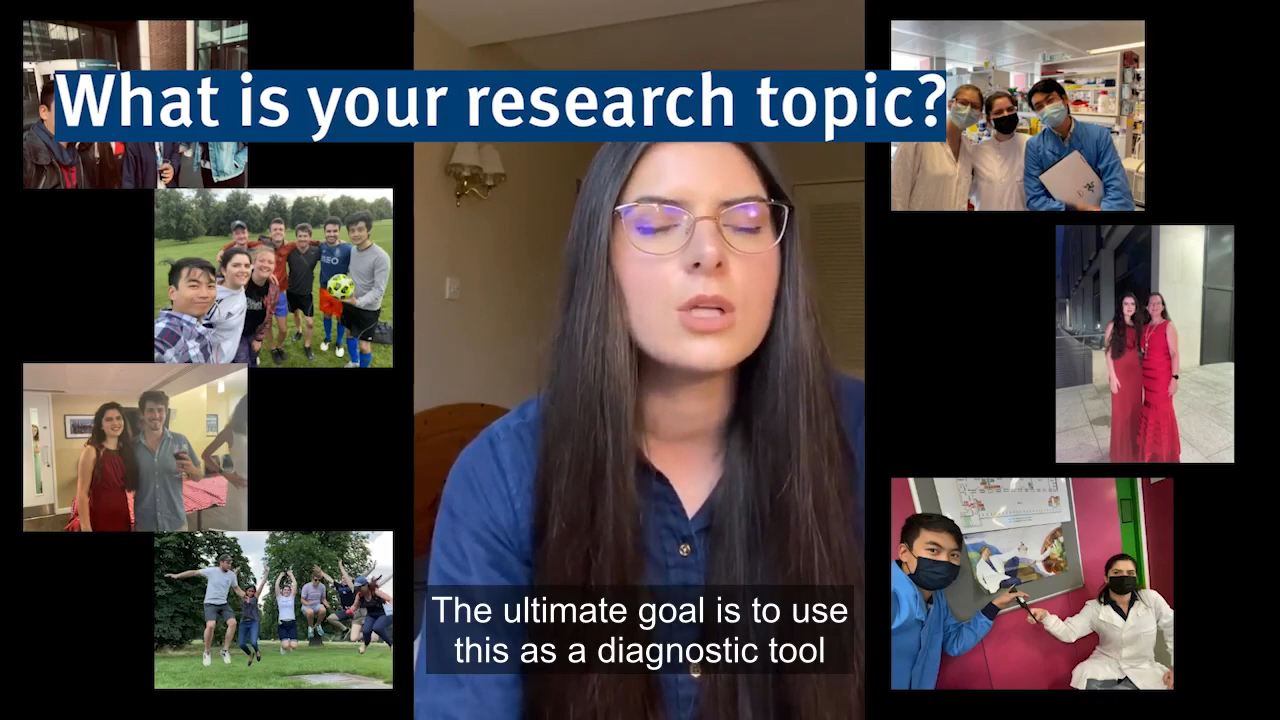 What is your research topic?
The ultimate goal is to use
this as a diagnostic tool